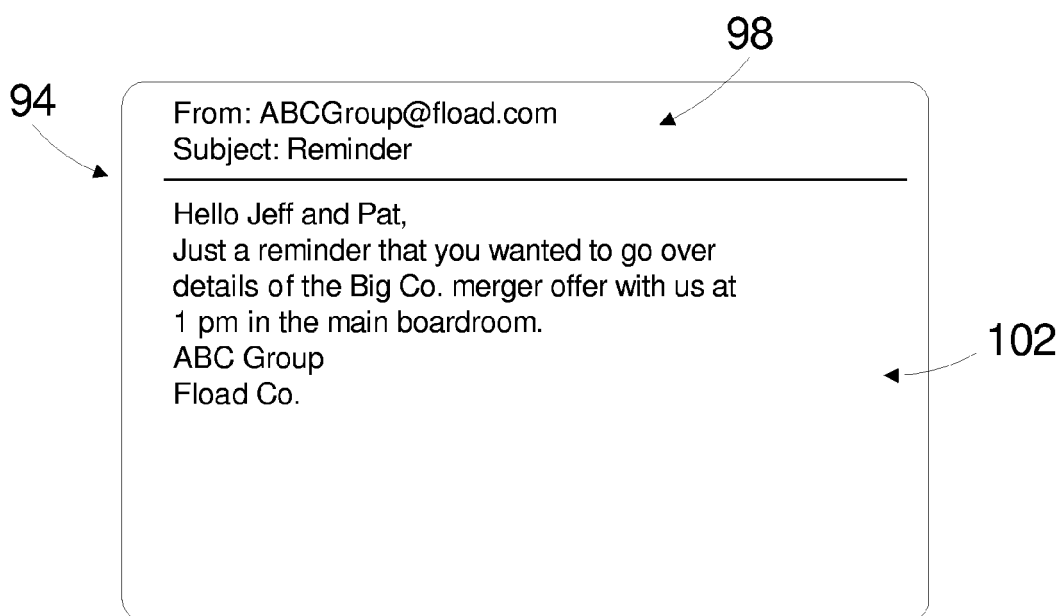 98
94
From: ABCGroup@fload.com
Subject: Reminder
Hello Jeff and Pat,
Just a reminder that you wanted to go over
details of the Big Co. merger offer with us at
1 pm in the main boardroom.
ABC Group
Fload Co.
102